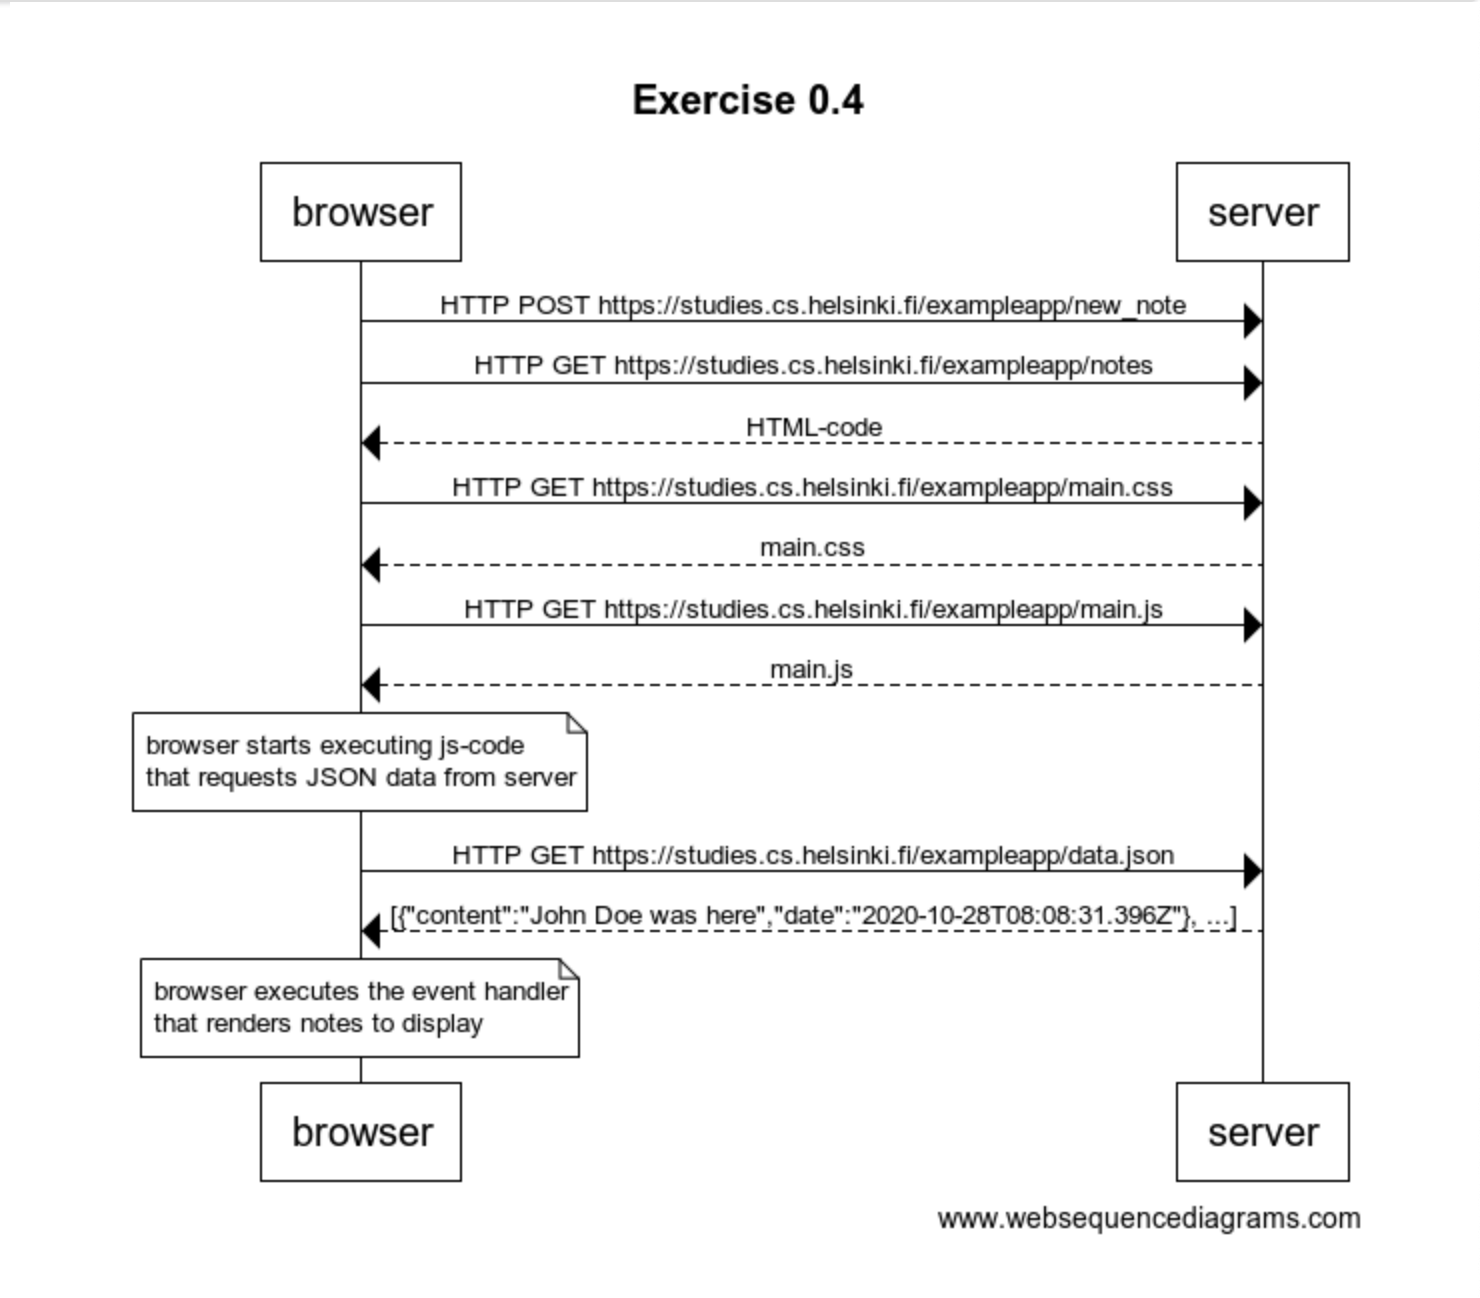 Exercise 0.4
browser
server
HTTP POST https://studies.cs.helsinki.fi/exampleapp/new_note
HTTP GET https://studies.cs.helsinki.fi/exampleapp/notes
HTML-code
HTTP GET https://studies.cs.helsinki.fi/exampleapp/main.css
main.css
HTTP GET https://studies.cs.helsinki.fi/exampleapp/main.js
main.js
browser starts executing js-code
that requests JSON data from server
HTTP GET https://studies.cs.helsinki.fi/exampleapp/data.json
[{"content":"John Doe was here","date":"2020-10-28T08:08:31.396Z"}, ...]
browser executes the event handler
that renders notes to display
browser
server
www.websequencediagrams.com